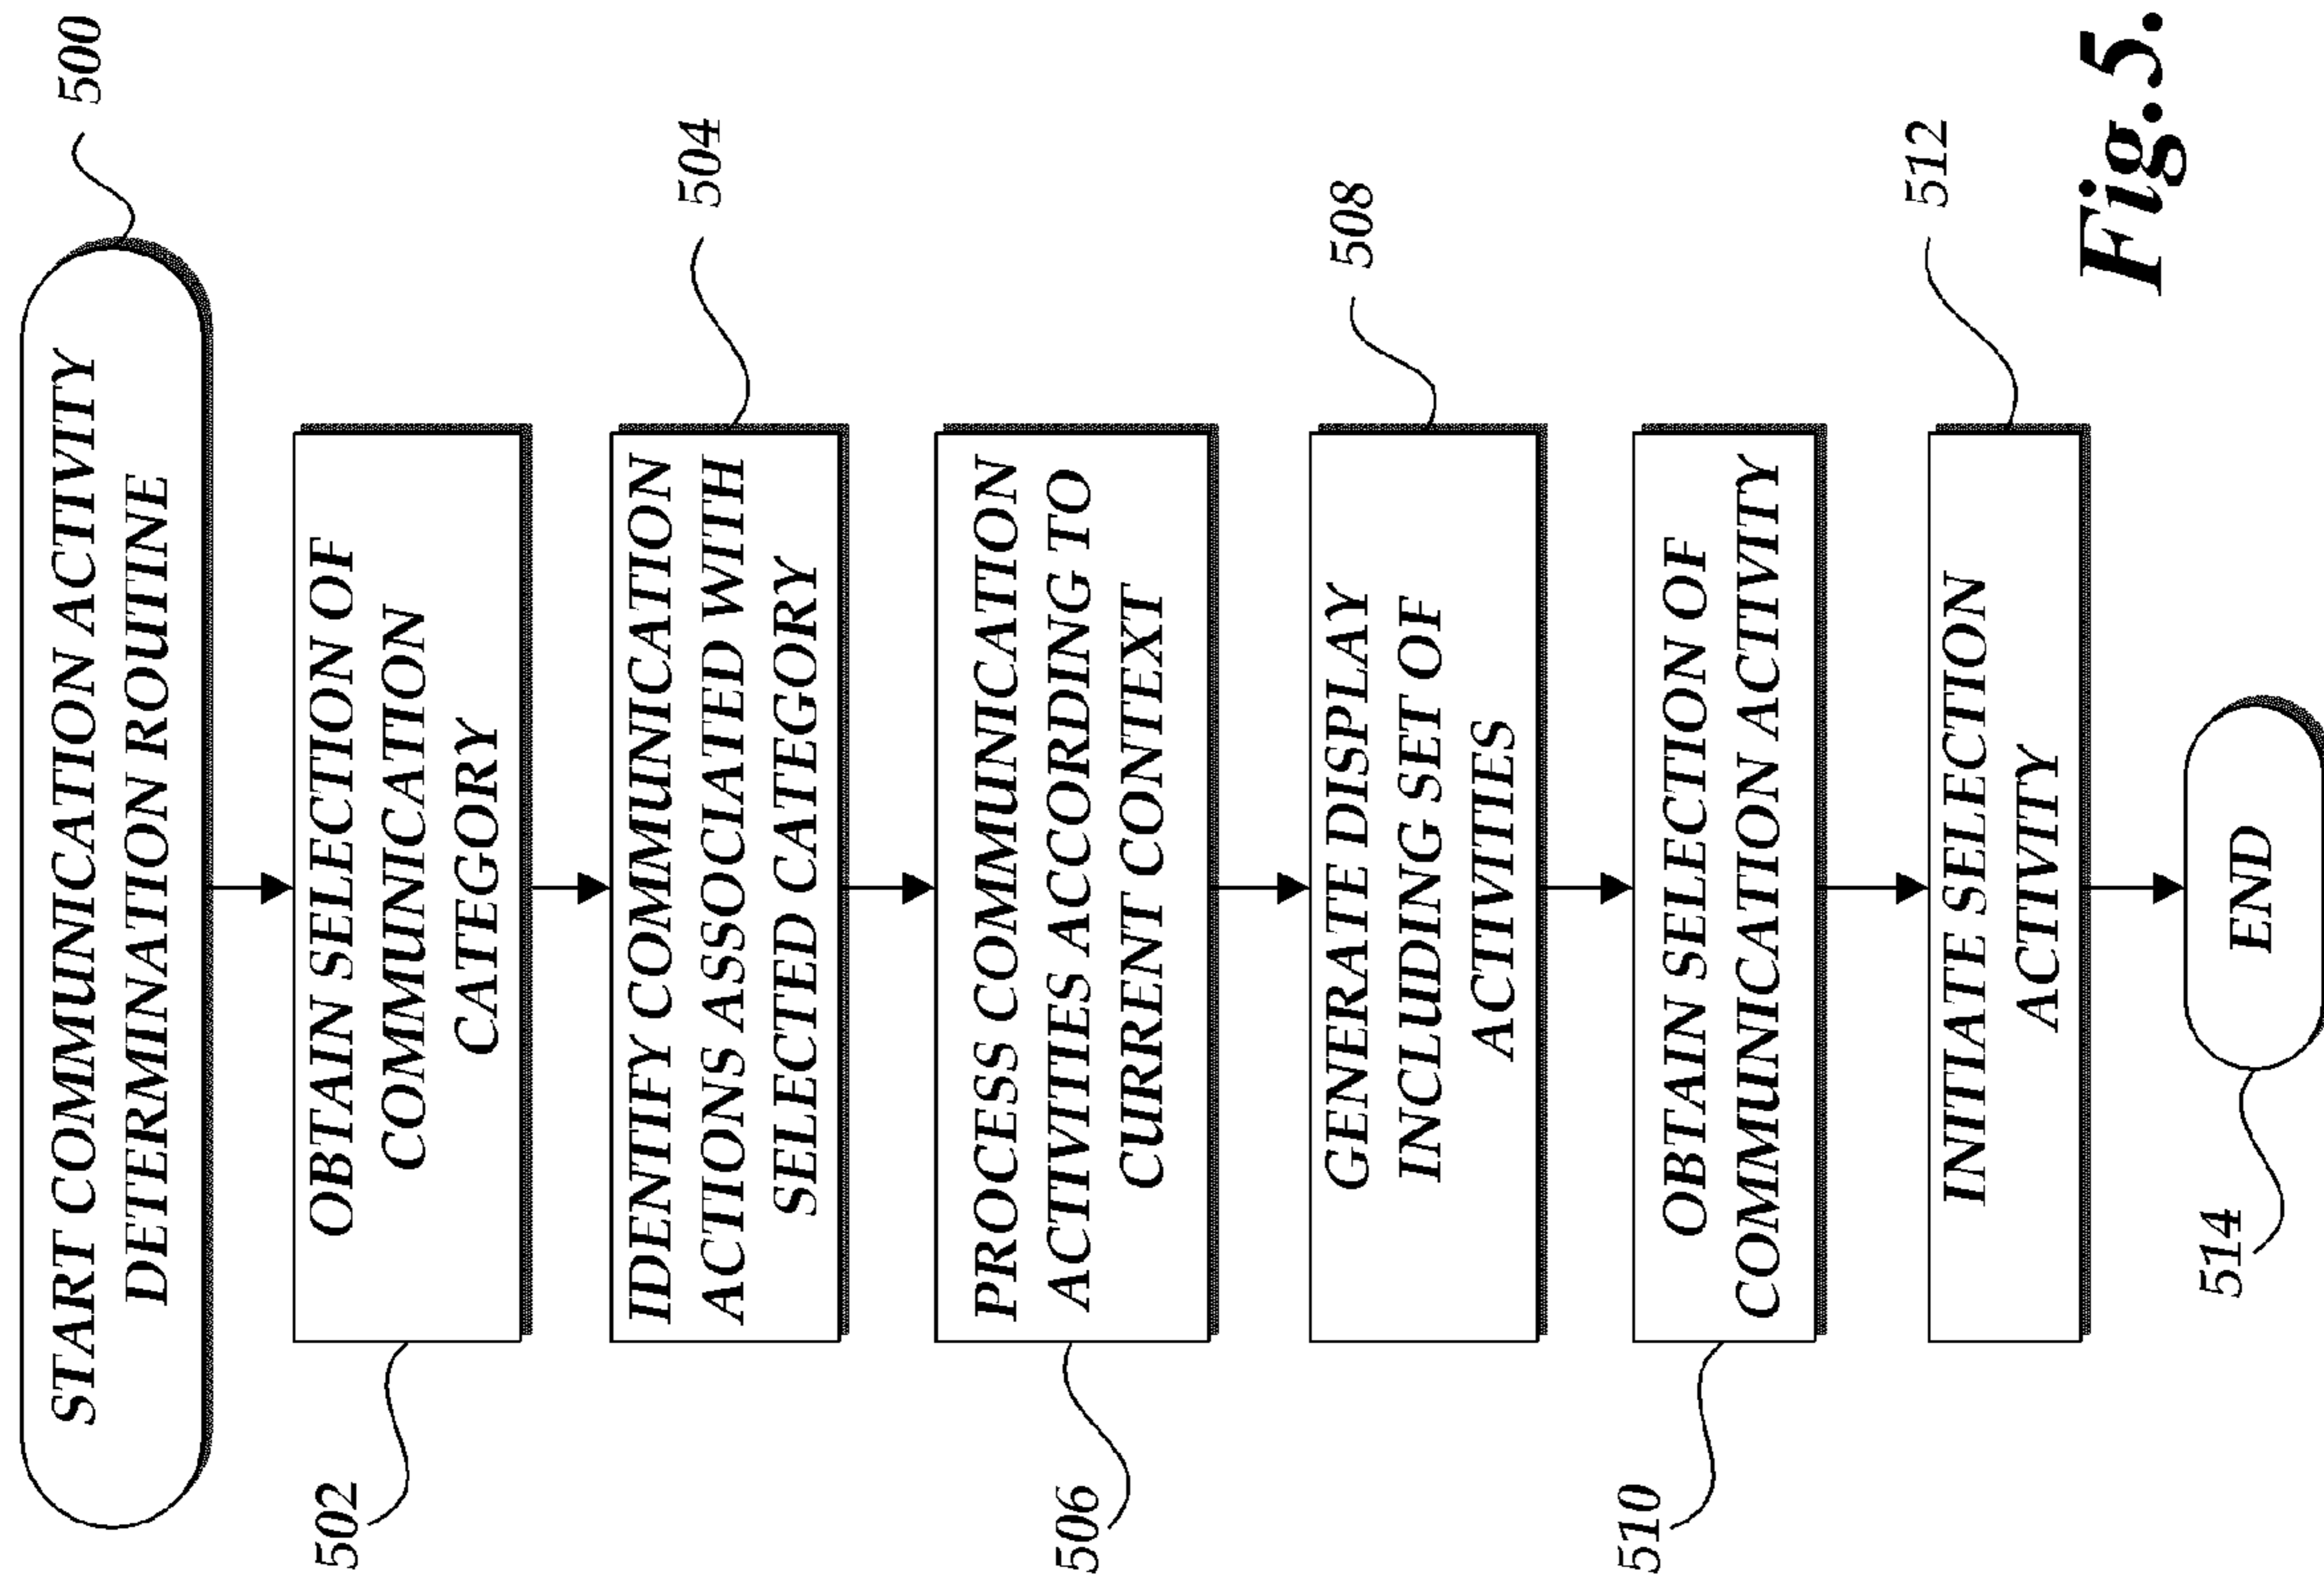 START COMMUNICATION ACTIVITY
DETERMINATION ROUTINE
500
OBTAIN SELECTION OF
COMMUNICATION
CATEGORY
502
IDENTIFY COMMUNICATION
ACTIONS ASSOCIATED WITH
SELECTED CATEGORY
504
PROCESS COMMUNICATION
ACTIVITIES ACCORDING TO
CURRENT CONTEXT
506
GENERATE DISPLAY
INCLUDING SET OF
ACTIVITIES
508
OBTAIN SELECTION OF
COMMUNICATION ACTIVITY
510
INITIATE SELECTION
ACTIVITY
512
END
514
Fig.5.